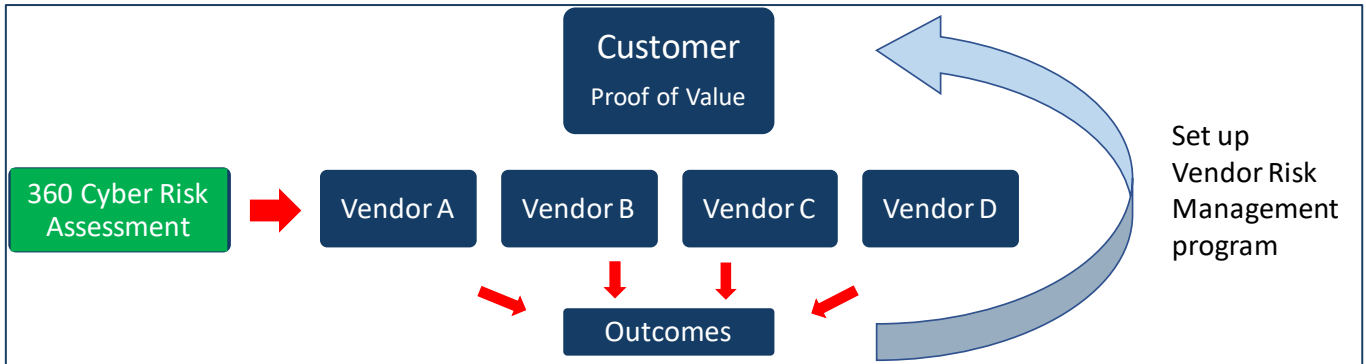 Customer
Proof of Value
360 Cyber Risk
Assessment
Vendor A
Vendor B
Vendor C
Vendor D
Outcomes
Set up
Vendor Risk
Management
program